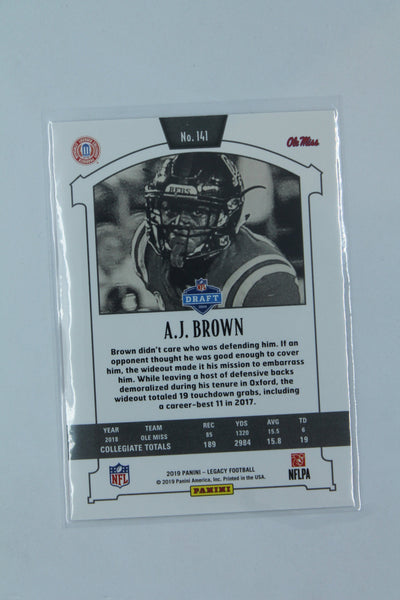 No. 141
Ole Miss
REBELS
NFL
DRAFT
A.J. BROWN
Brown didn't care who was defending him. If an
opponent thought he was good enough to cover
him, the wideout made it his mission to embarrass
him. While leaving a host of defensive backs
demoralized during his tenure in Oxford, the
wideout totaled 19 touchdown grabs, including
a career-best 11 in 2017.
YEAR TEAM REC YDS AVG TD
2018 OLE MISS 85 1320 15.5 6
COLLEGIATE TOTALS 189 2984 15.8 19
2019 PANINI - LEGACY FOOTBALL
© 2019 Panini America, Inc. Printed in the USA.
NFL
PANINI
NFLPA